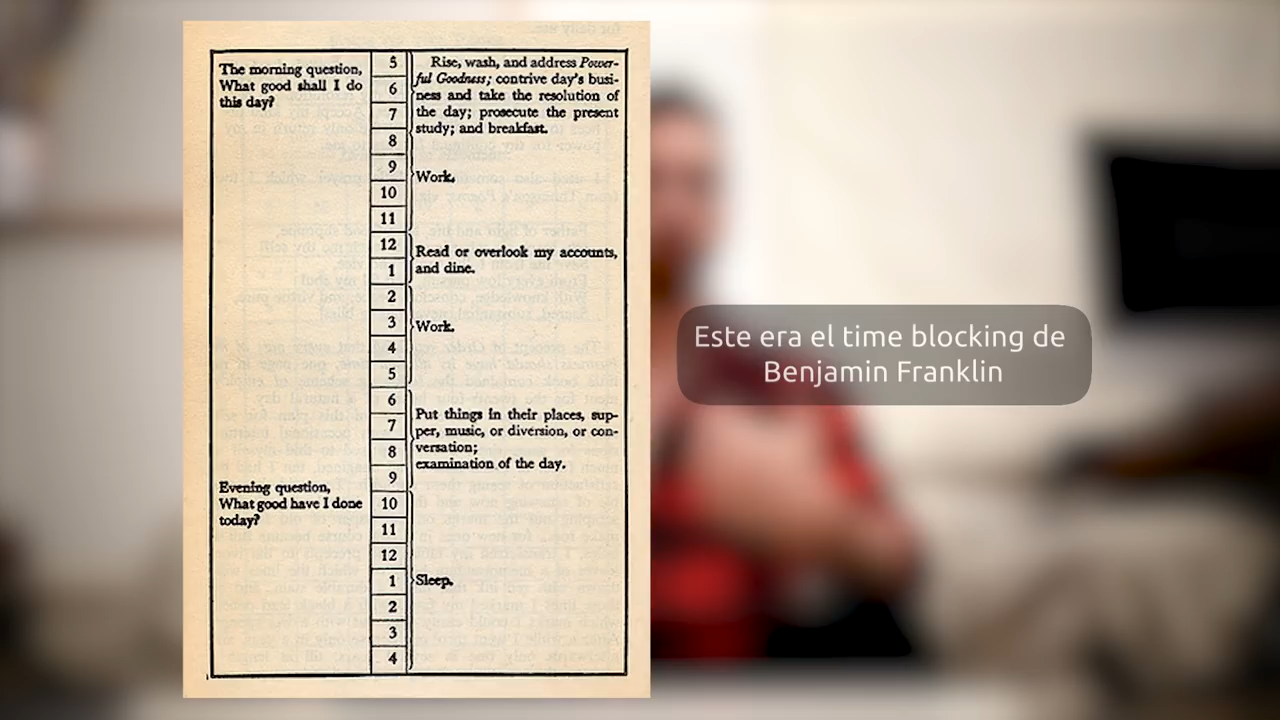 The morning question,
What good shall I do
this day?
5
6
7
8
9
10
11
12
1
2
3
4
5
6
7
8
9
10
11
12
1
2
3
4
Rise, wash, and address Power-
ful Goodness; contrive day's busi-
ness and take the resolution of
the day; prosecute the present
study; and breakfast.
Work.
Read or overlook my accounts,
and dine.
Work.
Put things in their places, sup-
per, music, or diversion, or con-
versation;
examination of the day.
Sleep.
Evening question,
What good have I done
today?
Este era el time blocking de
Benjamin Franklin